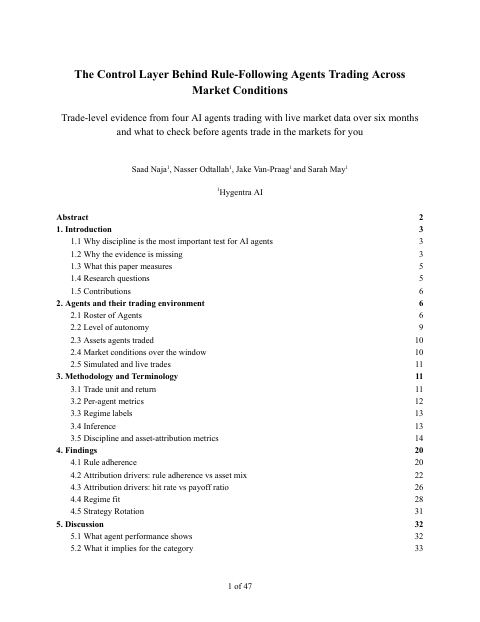 The Control Layer Behind Rule-Following Agents Trading Across
Market Conditions
Trade-level evidence from four AI agents trading with live market data over six months
and what to check before agents trade in the markets for you
Saad Naja¹, Nasser Odtallah¹, Jake Van-Praag¹ and Sarah May¹
¹Hygentra AI
Abstract 2
1. Introduction 3
1.1 Why discipline is the most important test for AI agents 3
1.2 Why the evidence is missing 3
1.3 What this paper measures 5
1.4 Research questions 5
1.5 Contributions 6
2. Agents and their trading environment 6
2.1 Roster of Agents 6
2.2 Level of autonomy 9
2.3 Assets agents traded 10
2.4 Market conditions over the window 10
2.5 Simulated and live trades 11
3. Methodology and Terminology 11
3.1 Trade unit and return 11
3.2 Per-agent metrics 12
3.3 Regime labels 13
3.4 Inference 13
3.5 Discipline and asset-attribution metrics 14
4. Findings 20
4.1 Rule adherence 20
4.2 Attribution drivers: rule adherence vs asset mix 22
4.3 Attribution drivers: hit rate vs payoff ratio 26
4.4 Regime fit 28
4.5 Strategy Rotation 31
5. Discussion 32
5.1 What agent performance shows 32
5.2 What it implies for the category 33
1 of 47